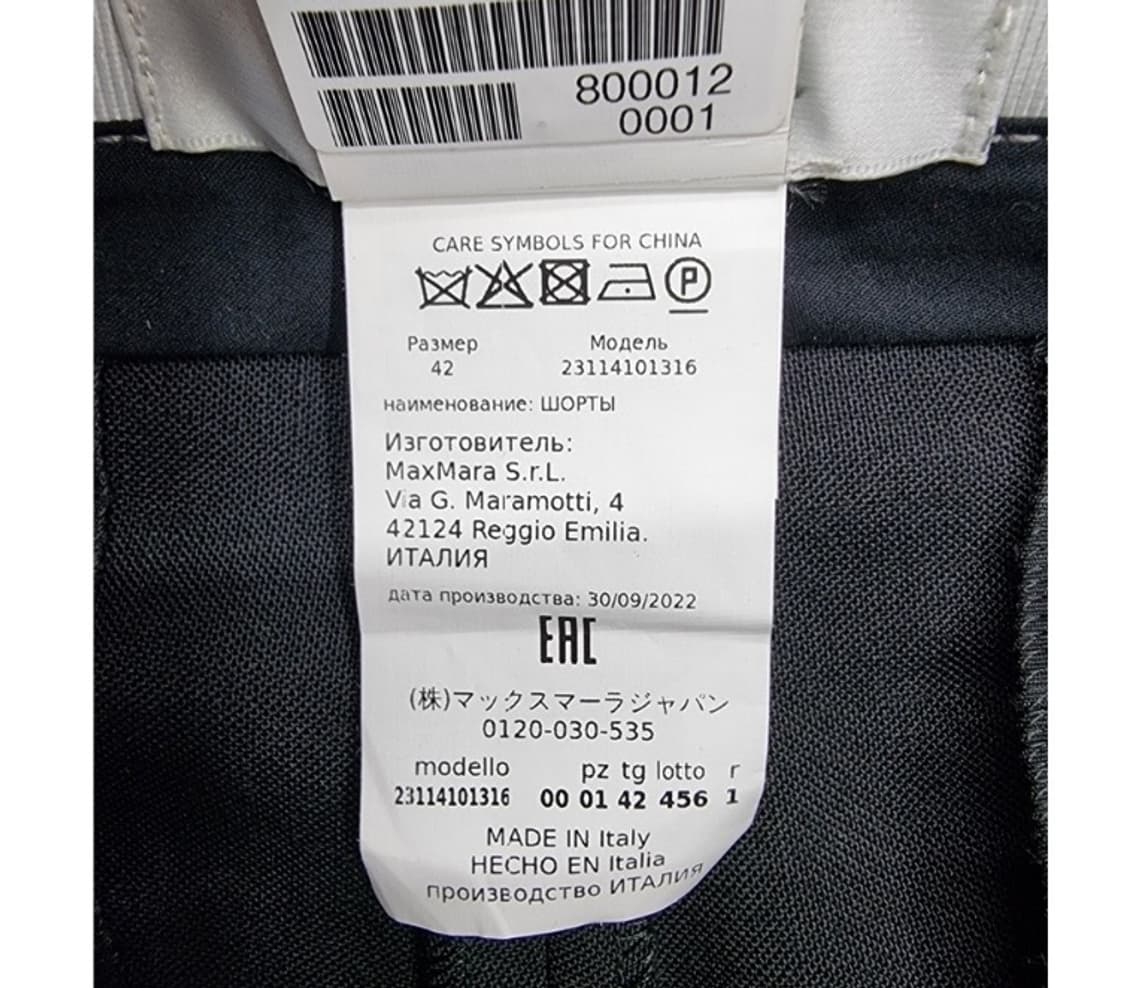 800012
0001
CARE SYMBOLS FOR CHINA
P
Размер Модель
42 23114101316
наименование: ШОРТЫ
Изготовитель:
MaxMara S.r.L.
Via G. Maramotti, 4
42124 Reggio Emilia.
ИТАЛИЯ
дата производства: 30/09/2022
EAC
(株)マックスマーラジャパン
0120-030-535
modello pz tg lotto r
23114101316 00 01 42 456 1
MADE IN Italy
HECHO EN Italia
производство ИТАЛИЯ